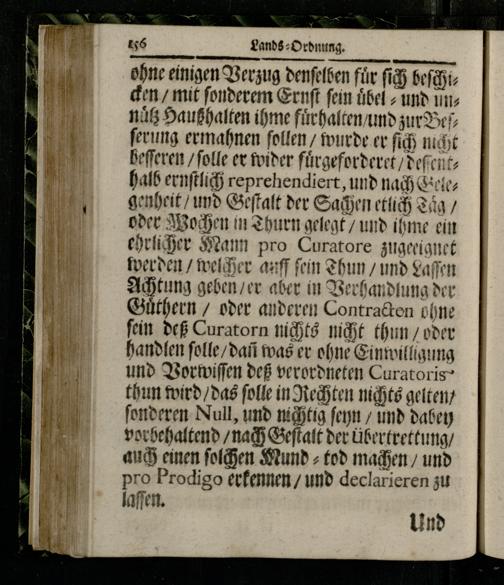 156 Lands-Ordnung.
ohne einigen Verzug denselben für sich beschi-
cken / mit sonderem Ernst sein übel- und un-
nütz Haußhalten ihme fürhalten / und zur Bes-
serung ermahnen sollen / wurde er sich nicht
besseren / solle er wider fürgeforderet / dessent-
halb ernstlich reprehendiert, und nach Gele-
genheit / und Gestalt der Sachen etlich Täg /
oder Wochen in Thurn gelegt / und ihme ein
ehrlicher Mann pro Curatore zugeeignet
werden / welcher auff sein Thun / und Lassen
Achtung geben / er aber in Verhandlung der
Güthern / oder anderen Contracten ohne
sein deß Curatorn nichts nicht thun / oder
handlen solle / dañ was er ohne Einwilligung
und Vorwissen deß verordneten Curatoris
thun wird / das solle in Rechten nichts gelten /
sonderen Null, und nichtig seyn / und dabey
vorbehaltend / nach Gestalt der übertrettung /
auch einen solchen Mund-tod machen / und
pro Prodigo erkennen / und declarieren zu
lassen.
Und